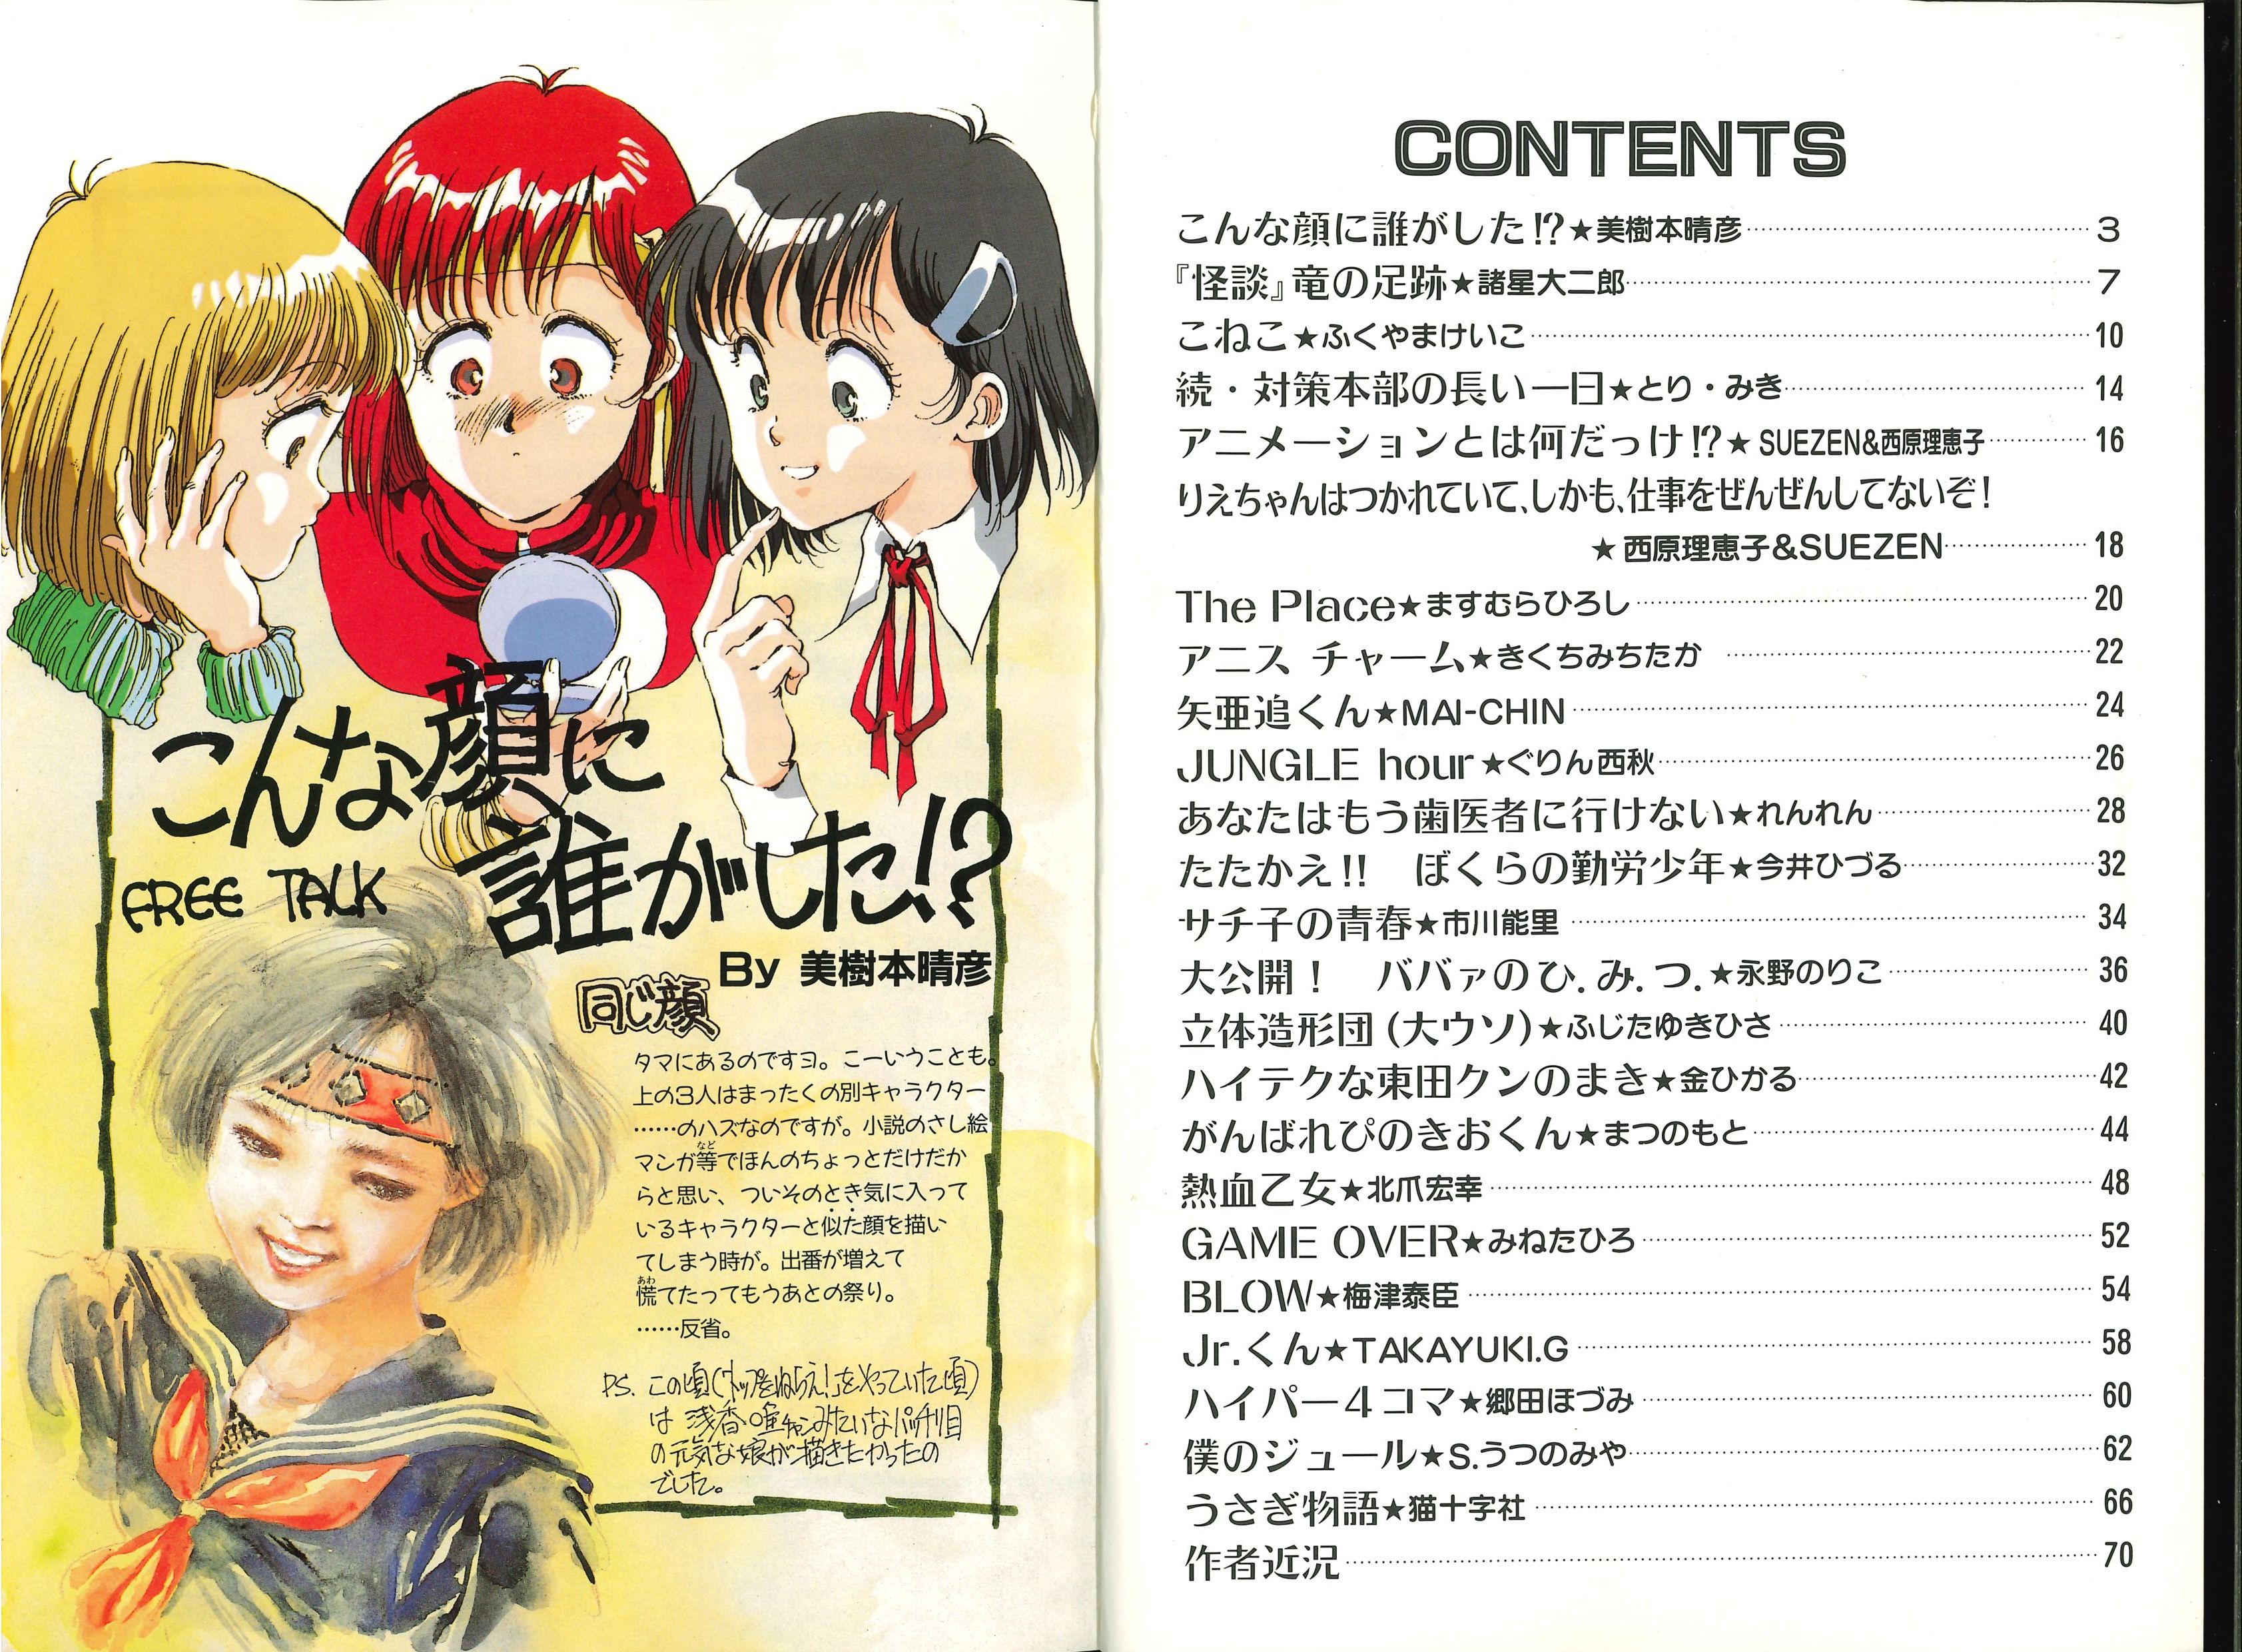 こんな顔に
誰がした!?
FREE TALK
By 美樹本晴彦
同じ顔
タマにあるのですヨ。こーいうことも。
上の3人はまったくの別キャラクター
……のハズなのですが。小説のさし絵
マンガ等でほんのちょっとだけだか
らと思い、ついそのとき気に入って
いるキャラクターと似た顔を描い
てしまう時が。出番が増えて
慌てたってもうあとの祭り。
……反省。
P.S. この頃(「トップをねらえ!」をやっていた頃)
は 浅香唯チャンみたいなパッチリ目
の元気な娘が描きたかったの
でした。
CONTENTS
こんな顔に誰がした!?★美樹本晴彦 3
『怪談』竜の足跡★諸星大二郎 7
こねこ★ふくやまけいこ 10
続・対策本部の長い一日★とり・みき 14
アニメーションとは何だっけ!?★ SUEZEN&西原理恵子 16
りえちゃんはつかれていて、しかも、仕事をぜんぜんしてないぞ!
★ 西原理恵子&SUEZEN 18
The Place★ますむらひろし 20
アニス チャーム★きくちみちたか 22
矢亜追くん★MAI-CHIN 24
JUNGLE hour★ぐりん西秋 26
あなたはもう歯医者に行けない★れんれん 28
たたかえ!! ぼくらの勤労少年★今井ひづる 32
サチ子の青春★市川能里 34
大公開! ババァのひ.み.つ.★永野のりこ 36
立体造形団(大ウソ)★ふじたゆきひさ 40
ハイテクな東田クンのまき★金ひかる 42
がんばれぴのきおくん★まつのもと 44
熱血乙女★北爪宏幸 48
GAME OVER★みねたひろ 52
BLOW★梅津泰臣 54
Jr.くん★TAKAYUKI.G 58
ハイパー4コマ★郷田ほづみ 60
僕のジュール★S.うつのみや 62
うさぎ物語★猫十字社 66
作者近況 70